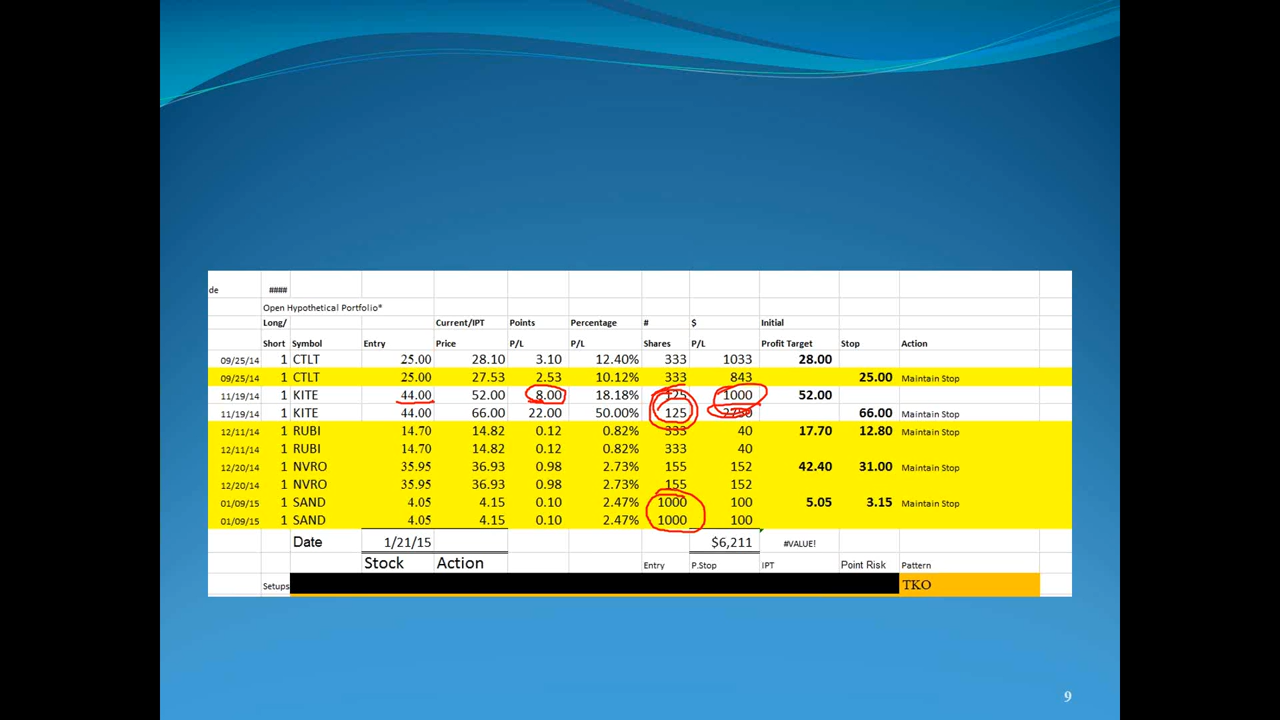 de ####
Open Hypothetical Portfolio*
Long/ Current/IPT Points Percentage # $ Initial
Short Symbol Entry Price P/L P/L Shares P/L Profit Target Stop Action
09/25/14 1 CTLT 25.00 28.10 3.10 12.40% 333 1033 28.00
09/25/14 1 CTLT 25.00 27.53 2.53 10.12% 333 843 25.00 Maintain Stop
11/19/14 1 KITE 44.00 52.00 8.00 18.18% 125 1000 52.00
11/19/14 1 KITE 44.00 66.00 22.00 50.00% 125 2750 66.00 Maintain Stop
12/11/14 1 RUBI 14.70 14.82 0.12 0.82% 333 40 17.70 12.80 Maintain Stop
12/11/14 1 RUBI 14.70 14.82 0.12 0.82% 333 40
12/20/14 1 NVRO 35.95 36.93 0.98 2.73% 155 152 42.40 31.00 Maintain Stop
12/20/14 1 NVRO 35.95 36.93 0.98 2.73% 155 152
01/09/15 1 SAND 4.05 4.15 0.10 2.47% 1000 100 5.05 3.15 Maintain Stop
01/09/15 1 SAND 4.05 4.15 0.10 2.47% 1000 100
Date 1/21/15 $6,211 #VALUE!
Stock Action Entry P.Stop IPT Point Risk Pattern
Setups TKO
9